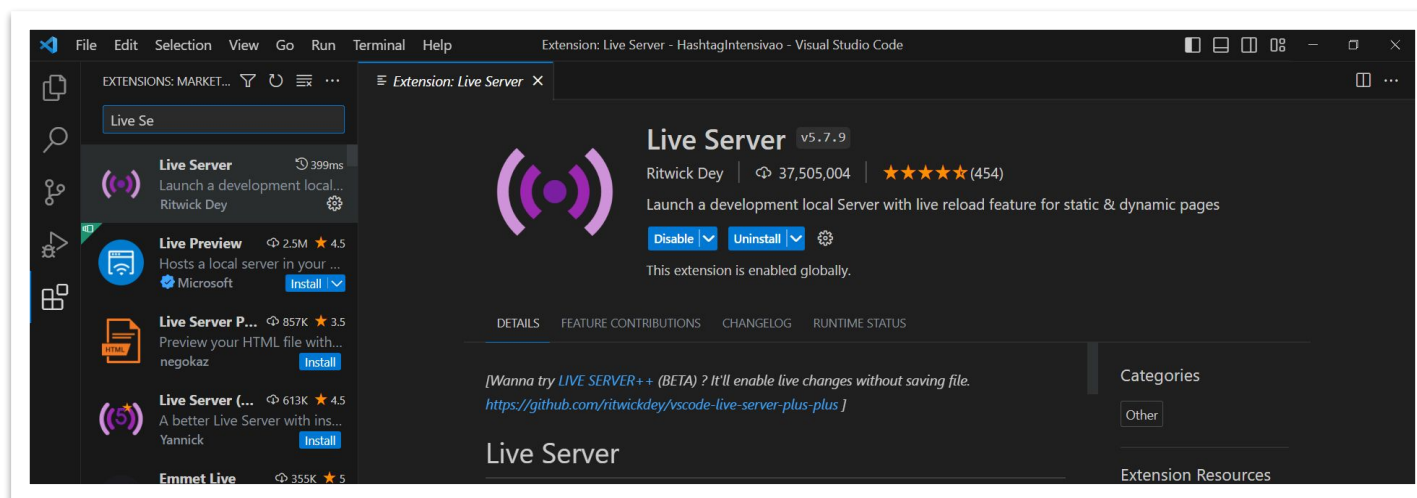 File Edit Selection View Go Run Terminal Help
Extension: Live Server - HashtagIntensivao - Visual Studio Code
EXTENSIONS: MARKET...
Live Se
Live Server 399ms
Launch a development local...
Ritwick Dey
Live Preview 2.5M ★ 4.5
Hosts a local server in your ...
Microsoft Install
Live Server P... 857K ★ 3.5
Preview your HTML file with...
negokaz Install
HTML
Live Server (... 613K ★ 4.5
A better Live Server with ins...
Yannick Install
(5)
Emmet Live 355K ★ 5
Extension: Live Server
Live Server v5.7.9
Ritwick Dey 37,505,004 ★★★★★ (454)
Launch a development local Server with live reload feature for static & dynamic pages
Disable Uninstall
This extension is enabled globally.
DETAILS FEATURE CONTRIBUTIONS CHANGELOG RUNTIME STATUS
[Wanna try LIVE SERVER++ (BETA) ? It'll enable live changes without saving file.
https://github.com/ritwickdey/vscode-live-server-plus-plus ]
Live Server
Categories
Other
Extension Resources